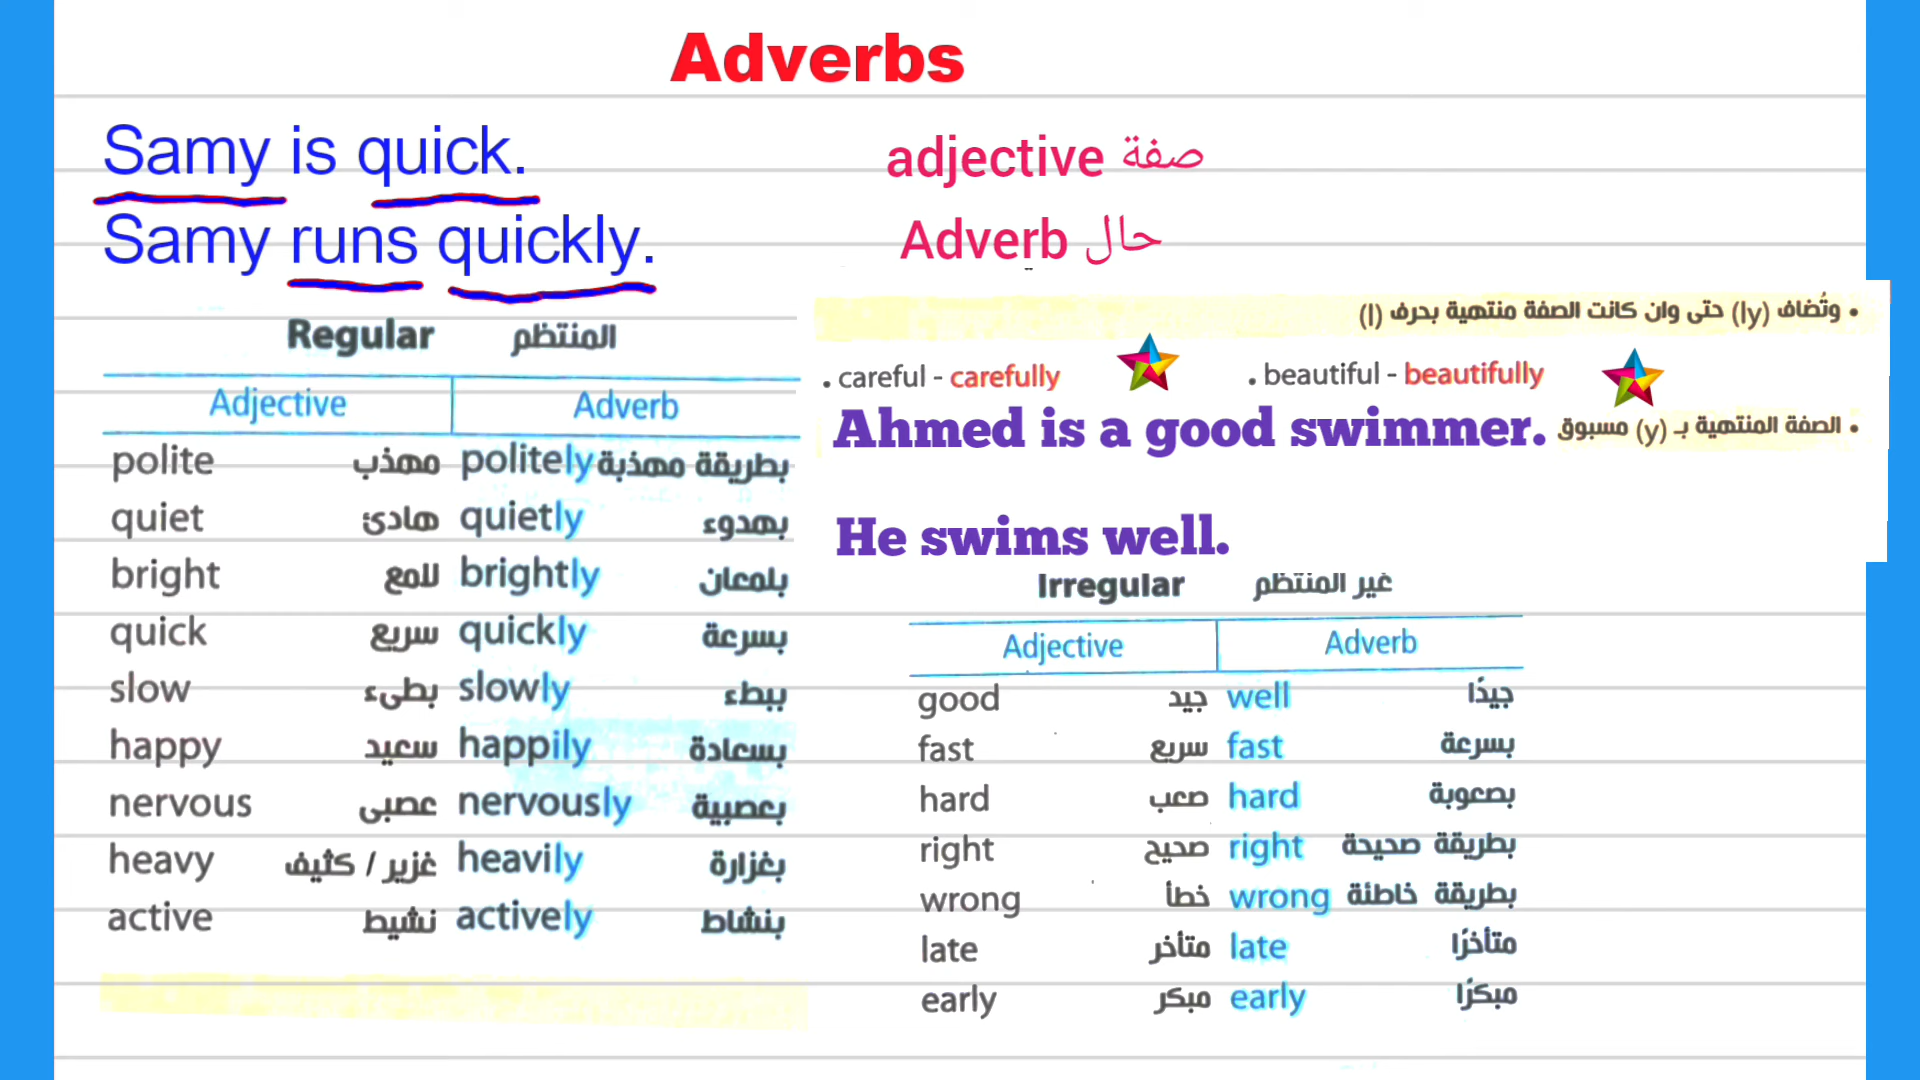 Adverbs
Samy is quick.
adjective صفة
Samy runs quickly.
Adverb حال
Regular المنتظم
Adjective Adverb
polite مهذب politely بطريقة مهذبة
quiet هادئ quietly بهدوء
bright لامع brightly بلمعان
quick سريع quickly بسرعة
slow بطىء slowly ببطء
happy سعيد happily بسعادة
nervous عصبى nervously بعصبية
heavy غزير / كثيف heavily بغزارة
active نشيط actively بنشاط
• وتُضاف (ly) حتى وان كانت الصفة منتهية بحرف (l)
. careful - carefully . beautiful - beautifully
• الصفة المنتهية بـ (y) مسبوق
Ahmed is a good swimmer.
He swims well.
Irregular غير المنتظم
Adjective Adverb
good جيد well جيدًا
fast سريع fast بسرعة
hard صعب hard بصعوبة
right صحيح right بطريقة صحيحة
wrong خطأ wrong بطريقة خاطئة
late متأخر late متأخرًا
early مبكر early مبكرًا